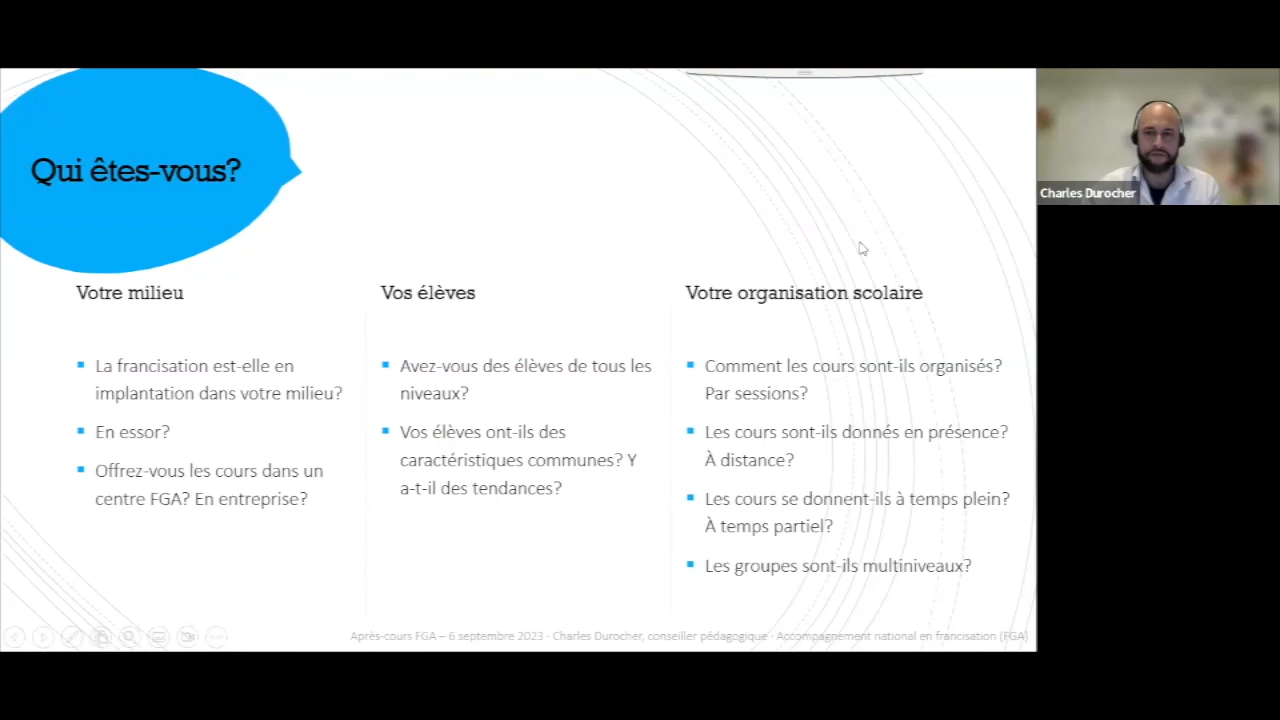 Qui êtes-vous?
Charles Durocher
Votre milieu
La francisation est-elle en
implantation dans votre milieu?
En essor?
Offrez-vous les cours dans un
centre FGA? En entreprise?
Vos élèves
Avez-vous des élèves de tous les
niveaux?
Vos élèves ont-ils des
caractéristiques communes? Y
a-t-il des tendances?
Votre organisation scolaire
Comment les cours sont-ils organisés?
Par sessions?
Les cours sont-ils donnés en présence?
À distance?
Les cours se donnent-ils à temps plein?
À temps partiel?
Les groupes sont-ils multiniveaux?
Après-cours FGA – 6 septembre 2023 · Charles Durocher, conseiller pédagogique · Accompagnement national en francisation (FGA)